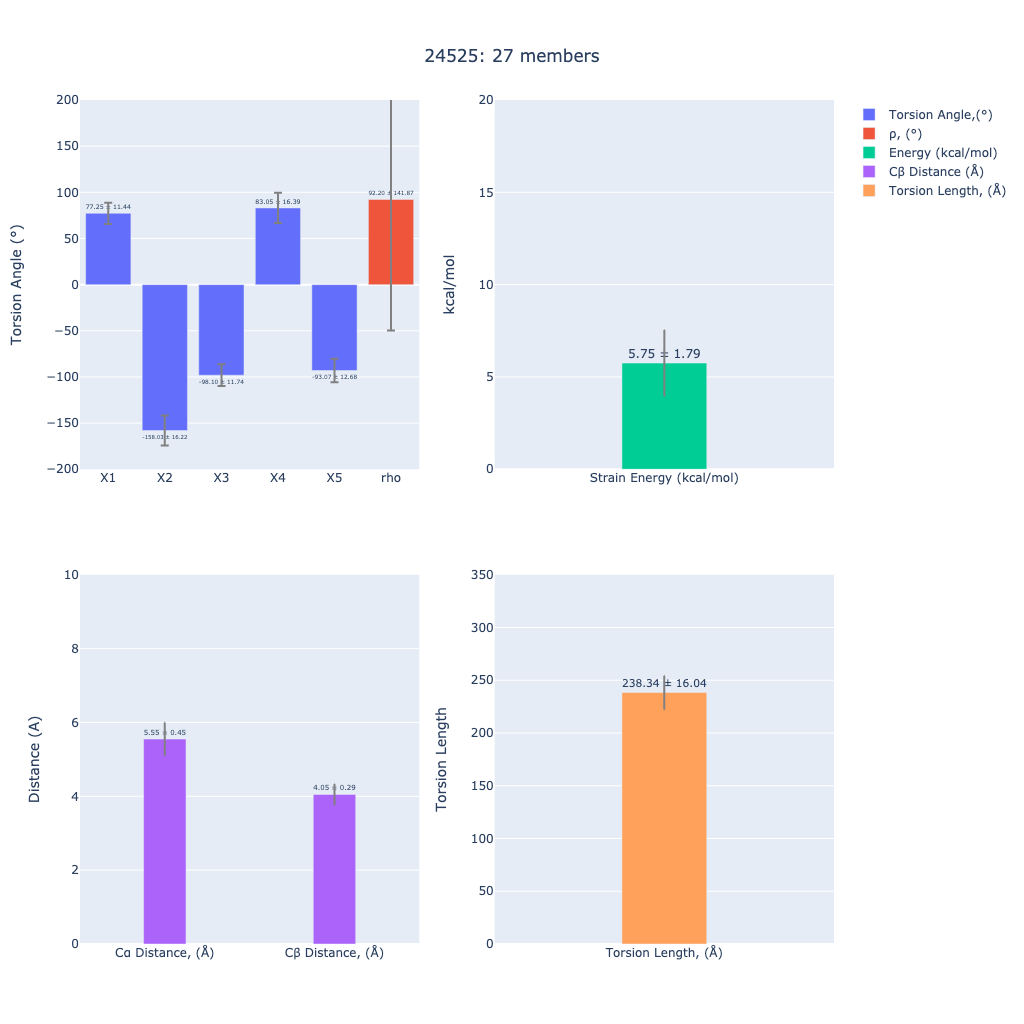 24525: 27 members
Torsion Angle (°)
200
150
100
50
0
−50
−100
−150
−200
77.25 ± 11.44
-158.03 ± 16.22
-98.10 ± 11.74
83.05 ± 16.39
-93.07 ± 12.68
92.20 ± 141.87
X1 X2 X3 X4 X5 rho
kcal/mol
20
15
10
5
0
5.75 ± 1.79
Strain Energy (kcal/mol)
Torsion Angle,(°)
ρ, (°)
Energy (kcal/mol)
Cβ Distance (Å)
Torsion Length, (Å)
Distance (A)
10
8
6
4
2
0
5.55 ± 0.45
4.05 ± 0.29
Cα Distance, (Å) Cβ Distance, (Å)
Torsion Length
350
300
250
200
150
100
50
0
238.34 ± 16.04
Torsion Length, (Å)